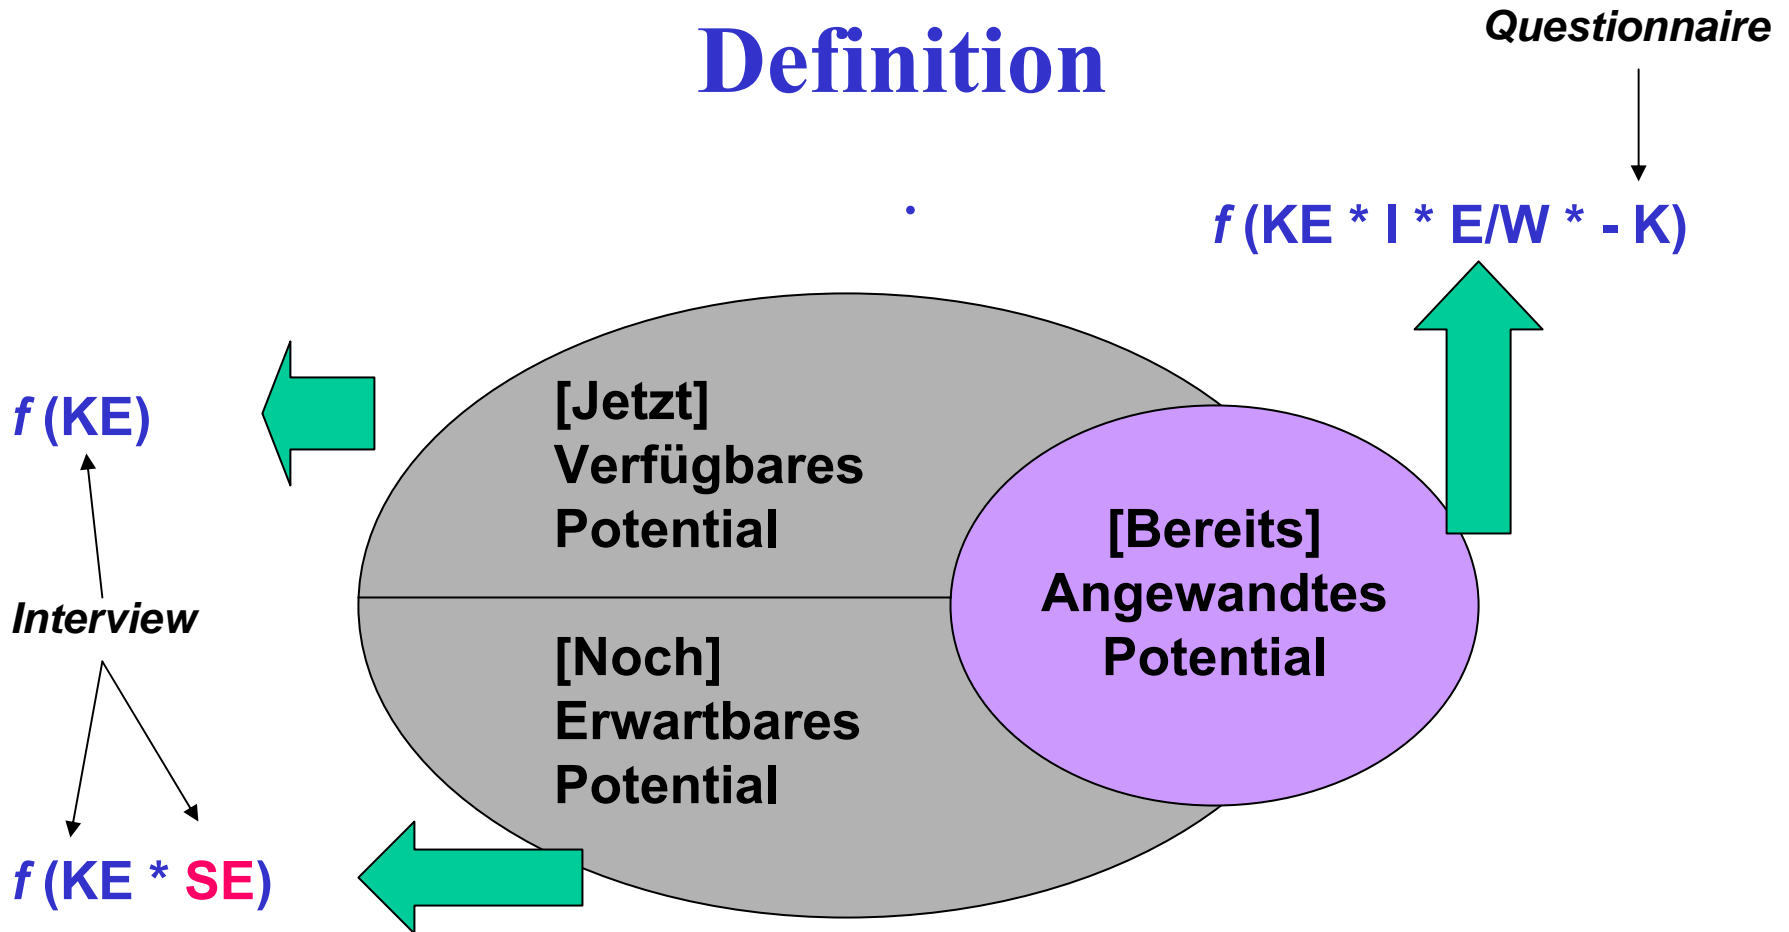 Definition
Questionnaire
.
f (KE * I * E/W * - K)
f (KE)
[Jetzt]
Verfügbares
Potential
[Bereits]
Angewandtes
Potential
Interview
[Noch]
Erwartbares
Potential
f (KE * SE)